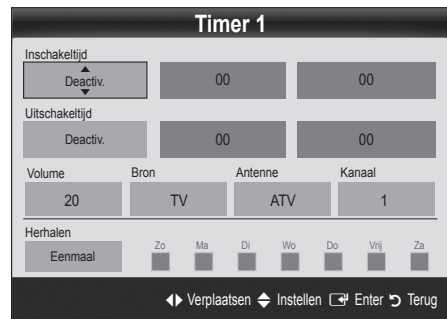 Timer 1
Inschakeltijd
Deactiv. 00 00
Uitschakeltijd
Deactiv. 00 00
Volume Bron Antenne Kanaal
20 TV ATV 1
Herhalen
Zo Ma Di Wo Do Vrij Za
Eenmaal
Verplaatsen Instellen Enter Terug